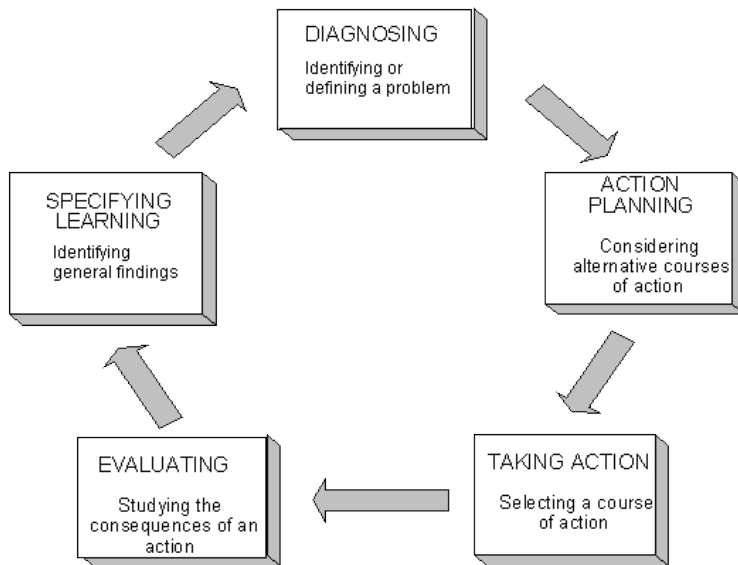 DIAGNOSING
Identifying or
defining a problem
ACTION
PLANNING
Considering
alternative courses
of action
TAKING ACTION
Selecting a course
of action
EVALUATING
Studying the
consequences of an
action
SPECIFYING
LEARNING
Identifying
general findings